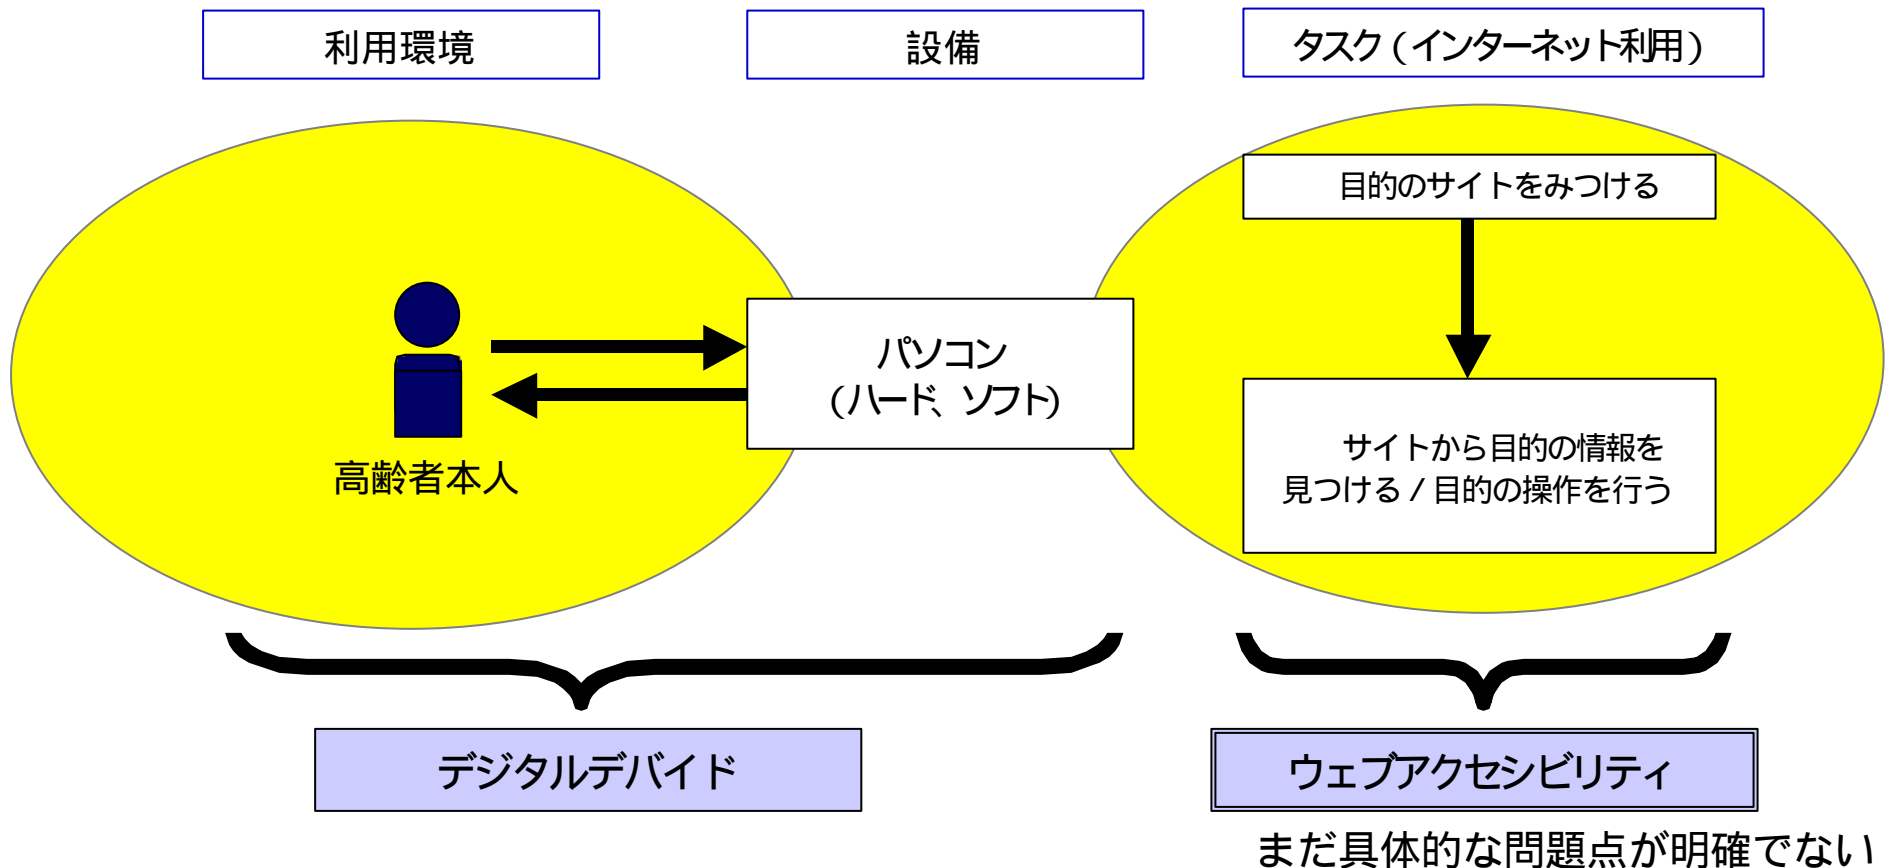 利用環境
設備
タスク(インターネット利用)
目的のサイトをみつける
パソコン
(ハード、ソフト)
高齢者本人
サイトから目的の情報を
見つける/目的の操作を行う
デジタルデバイド
ウェブアクセシビリティ
まだ具体的な問題点が明確でない